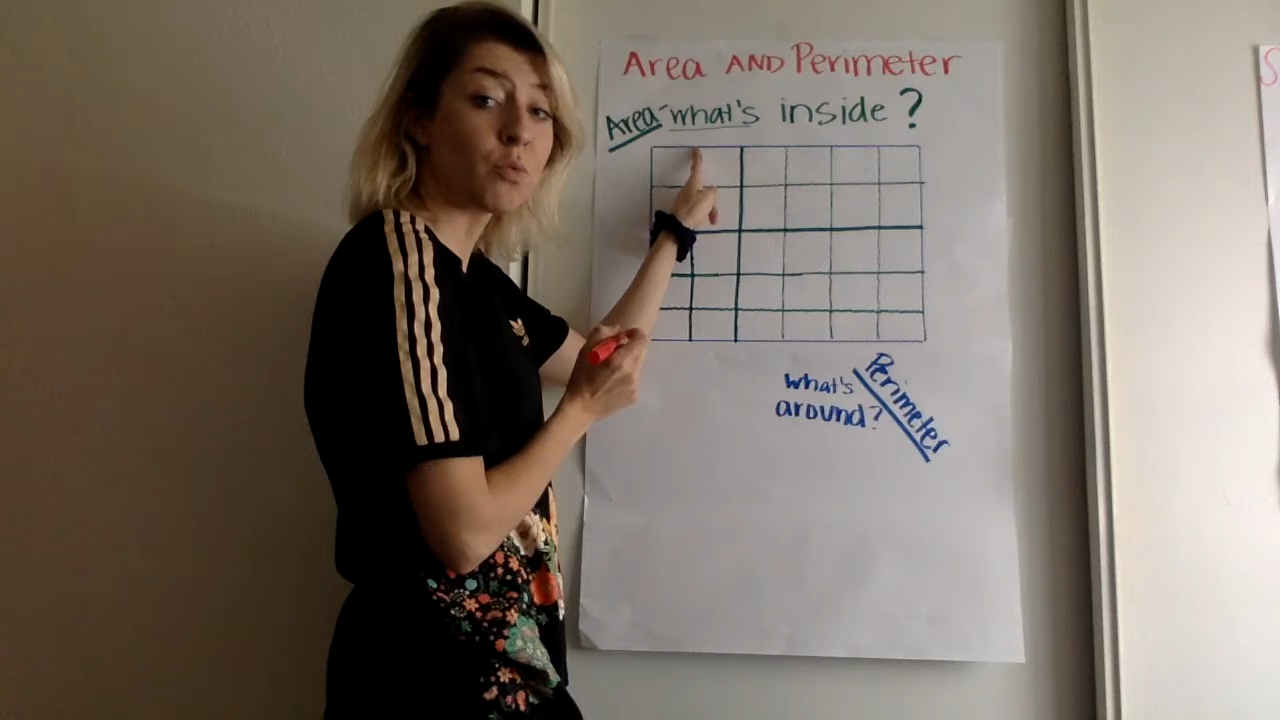 Area AND Perimeter
Area - what's inside?
Perimeter
what's
around?
S